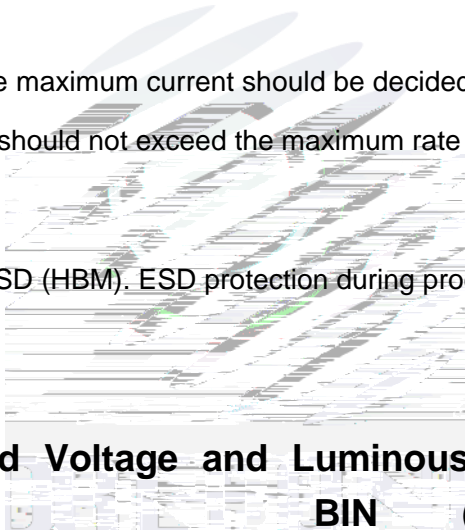 e maximum current should be decided
should not exceed the maximum rate
SD (HBM). ESD protection during pro
d Voltage and Luminous
BIN